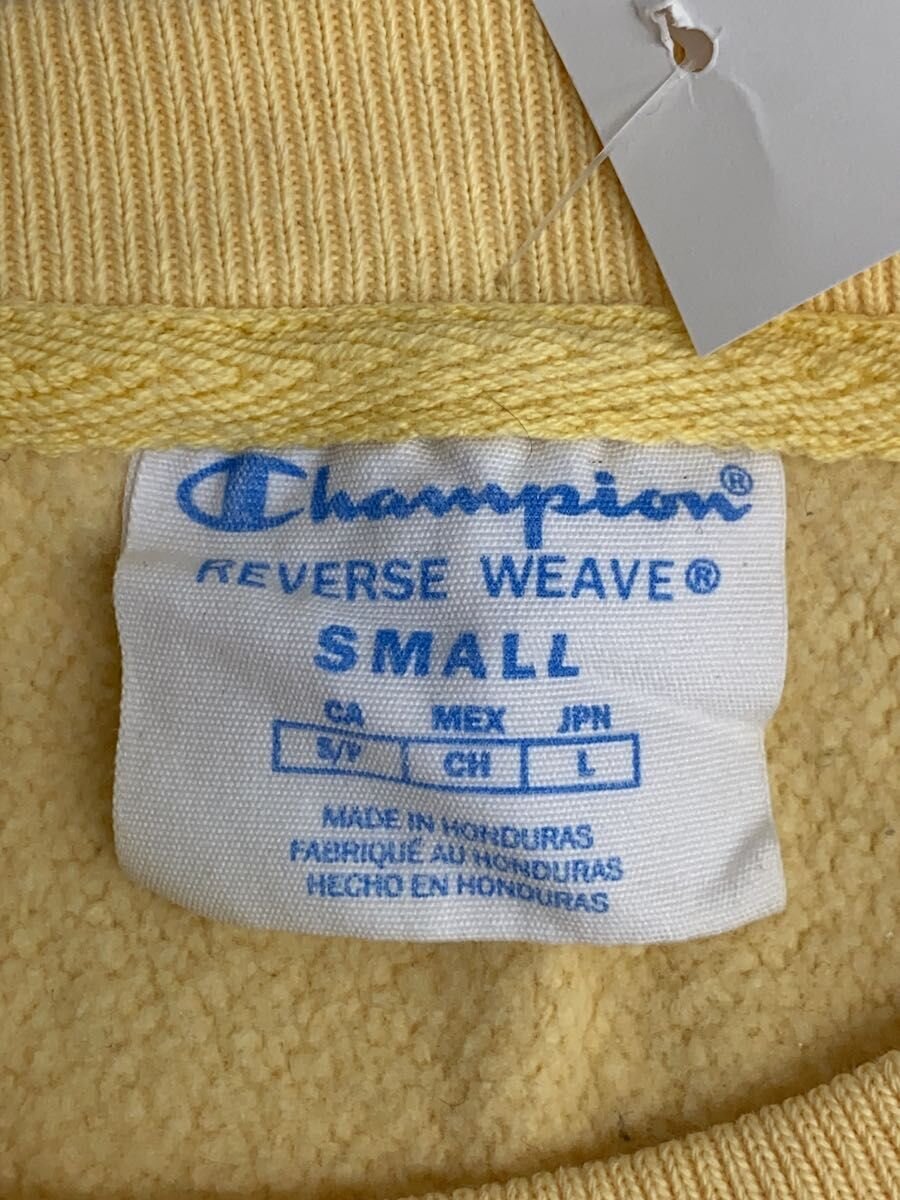 Champion®
REVERSE WEAVE®
SMALL
CA MEX JPN
S/P CH L
MADE IN HONDURAS
FABRIQUÉ AU HONDURAS
HECHO EN HONDURAS